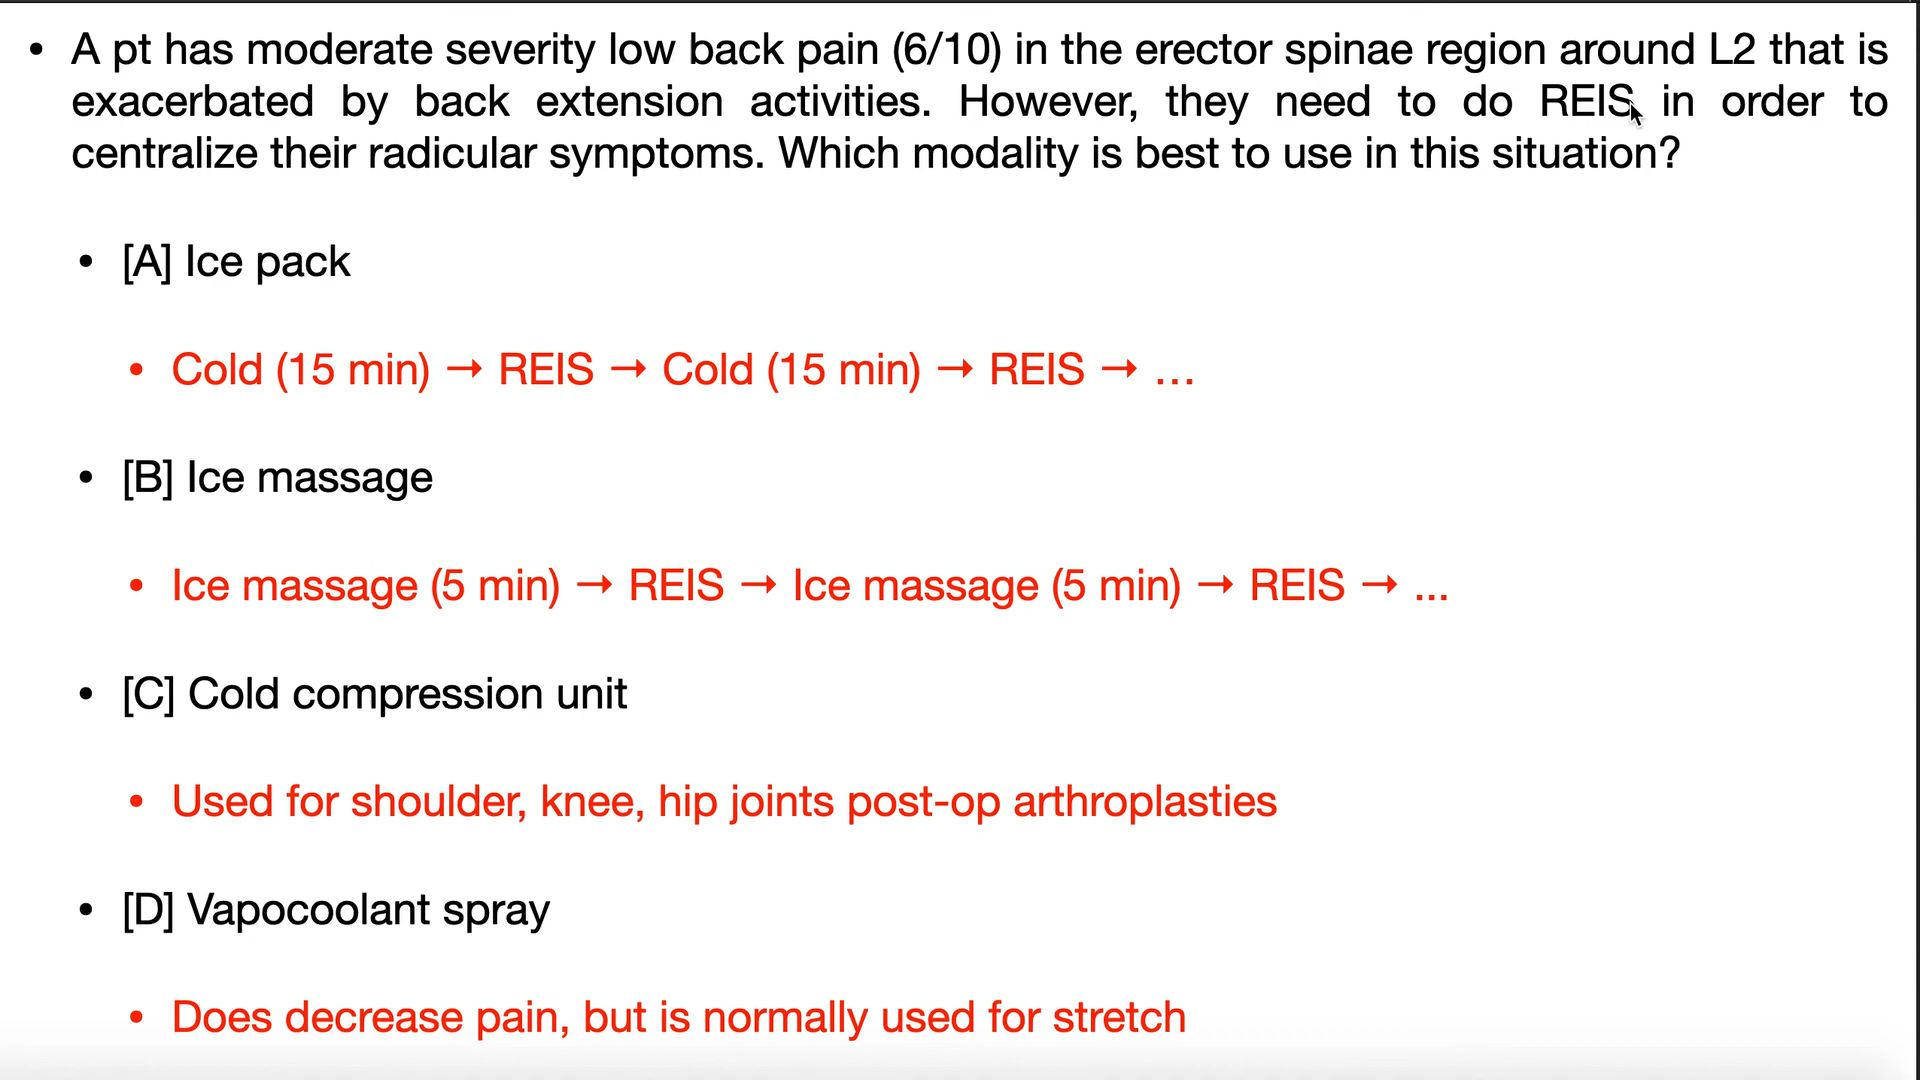 • A pt has moderate severity low back pain (6/10) in the erector spinae region around L2 that is
exacerbated by back extension activities. However, they need to do REIS in order to
centralize their radicular symptoms. Which modality is best to use in this situation?
• [A] Ice pack
• Cold (15 min) → REIS → Cold (15 min) → REIS → …
• [B] Ice massage
• Ice massage (5 min) → REIS → Ice massage (5 min) → REIS → ...
• [C] Cold compression unit
• Used for shoulder, knee, hip joints post-op arthroplasties
• [D] Vapocoolant spray
• Does decrease pain, but is normally used for stretch